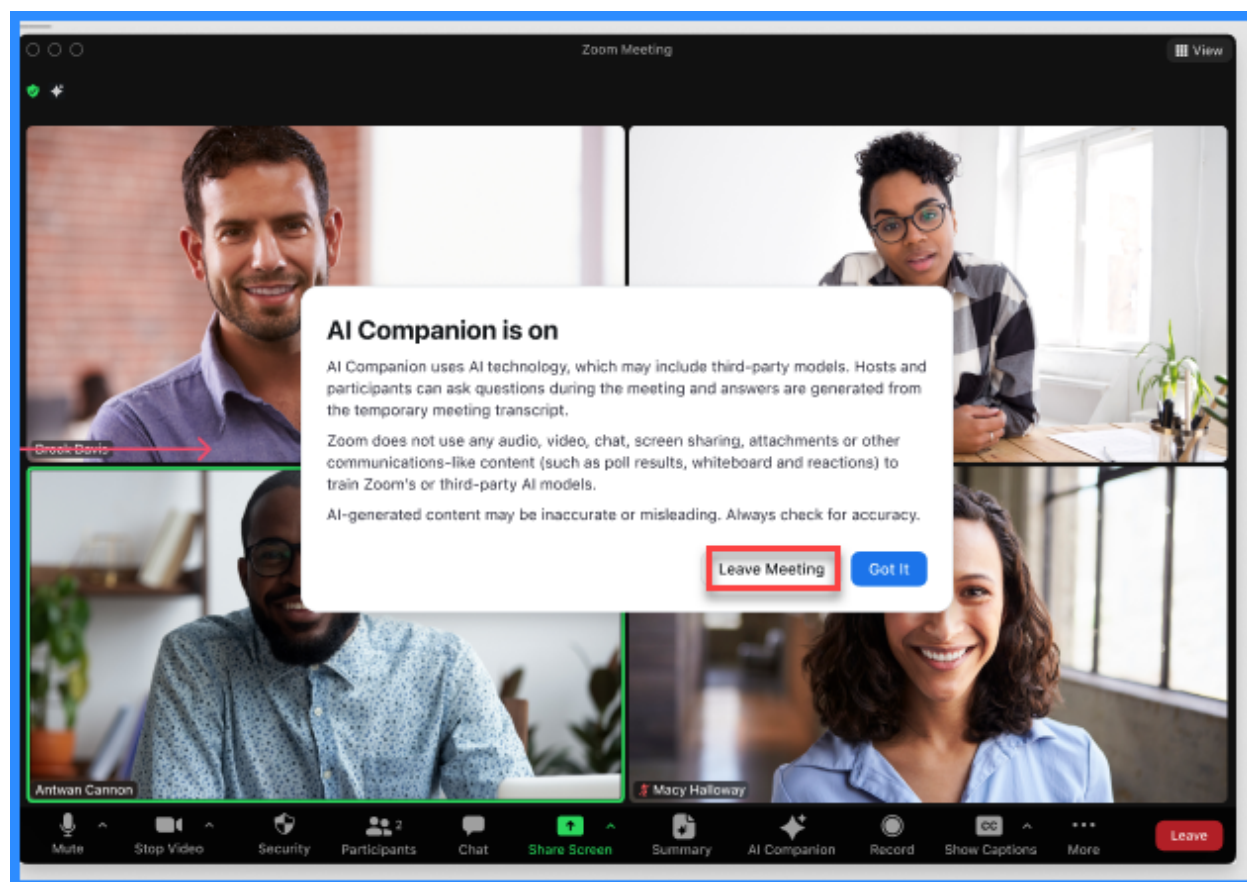 Zoom Meeting
View
AI Companion is on
AI Companion uses AI technology, which may include third-party models. Hosts and
participants can ask questions during the meeting and answers are generated from
the temporary meeting transcript.
Zoom does not use any audio, video, chat, screen sharing, attachments or other
communications-like content (such as poll results, whiteboard and reactions) to
train Zoom's or third-party AI models.
AI-generated content may be inaccurate or misleading. Always check for accuracy.
Leave Meeting
Got It
Brook Davis
Antwan Cannon
Macy Halloway
2
CC
Mute
Stop Video
Security
Participants
Chat
Share Screen
Summary
AI Companion
Record
Show Captions
More
Leave